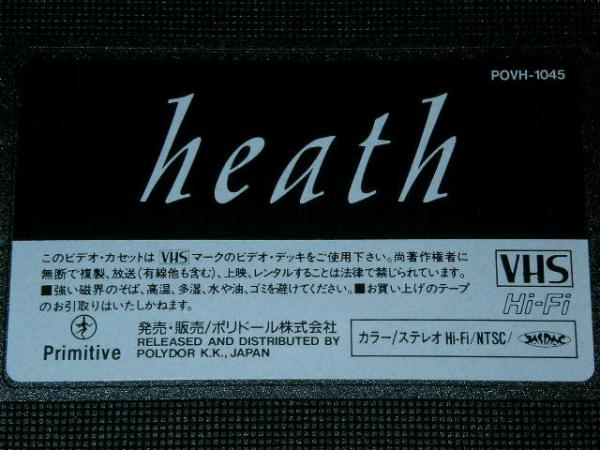 POVH-1045
heath
このビデオ・カセットは VHS マークのビデオ・デッキをご使用下さい。尚著作権者に
無断で複製、放送(有線他も含む)、上映、レンタルすることは法律で禁じられています。
■強い磁界のそば、高温、多湿、水や油、ゴミを避けてください。■お買い上げのテープ
のお引取りはいたしかねます。
VHS
Hi-Fi
Primitive
発売・販売/ポリドール株式会社
RELEASED AND DISTRIBUTED BY
POLYDOR K.K., JAPAN
カラー/ステレオ Hi-Fi/NTSC/ JASRAC